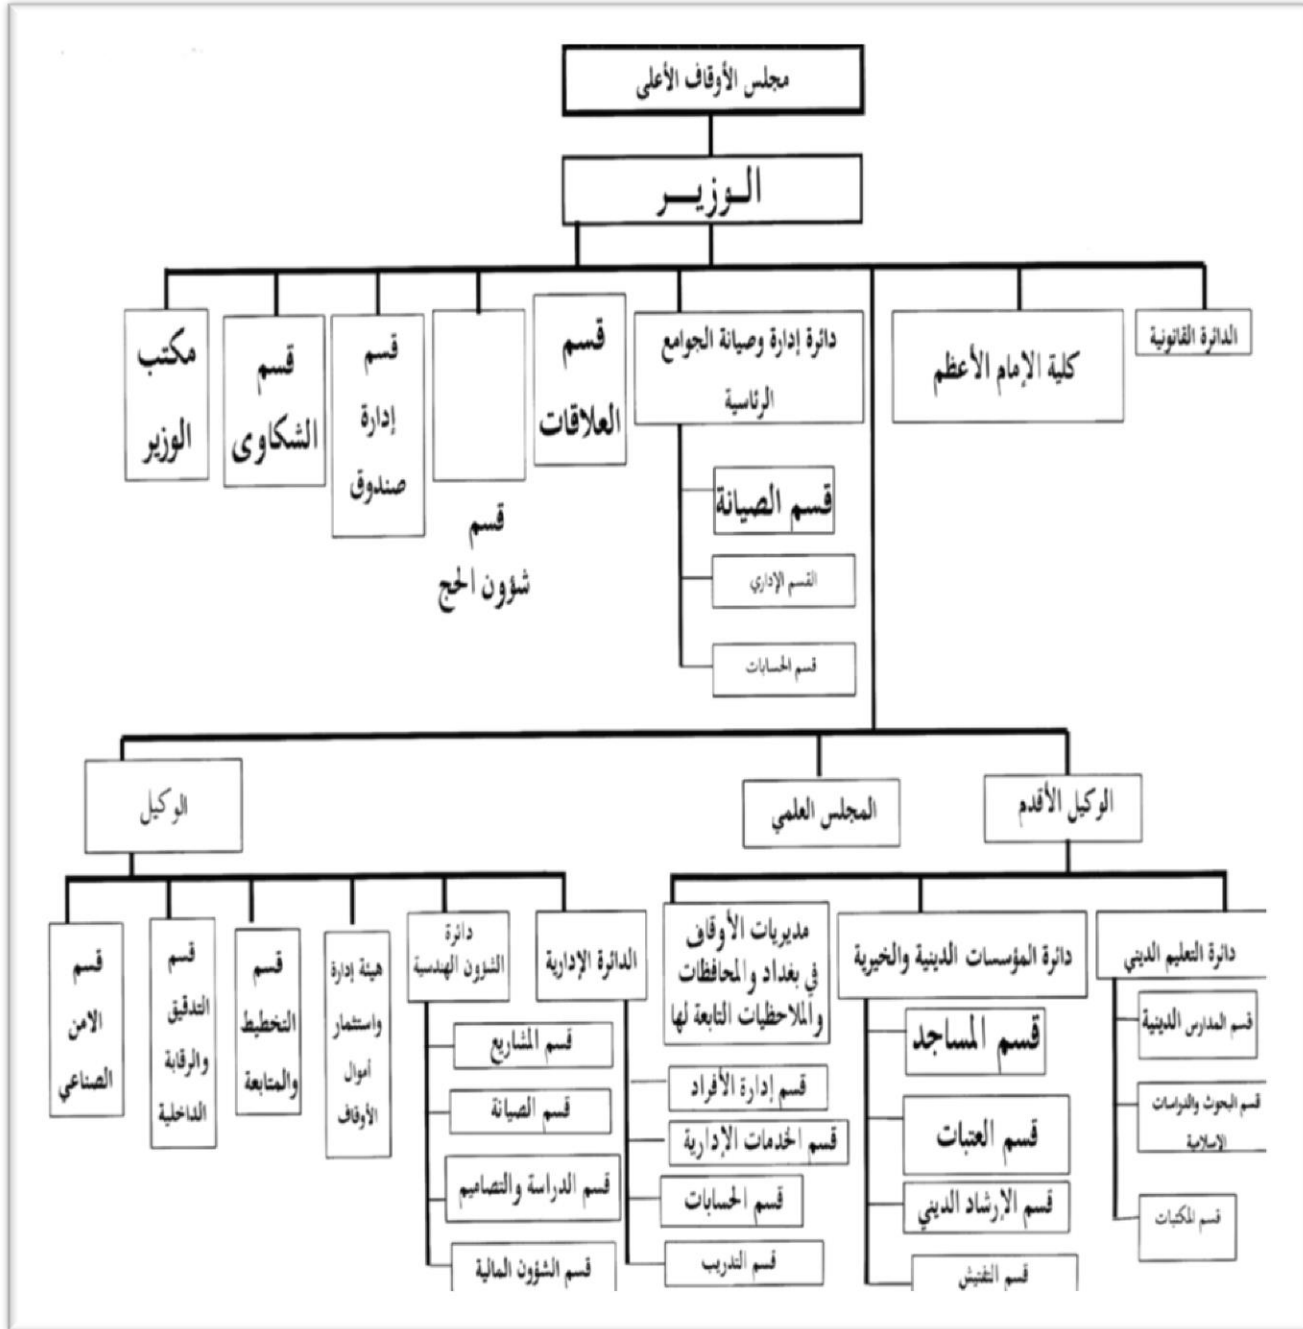 مجلس الأوقاف الأعلى
الـوزيــر
الدائرة القانونية
كلية الإمام الأعظم
دائرة إدارة وصيانة الجوامع
الرئاسية
قسم الصيانة
القسم الإداري
قسم الحسابات
قسم
العلاقات
قسم
شؤون الحج
قسم
إدارة
صندوق
قسم
الشكاوى
مكتب
الوزير
الوكيل الأقدم
المجلس العلمي
الوكيل
دائرة التعليم الديني
قسم المدارس الدينية
قسم البحوث والدراسات
الإسلامية
قسم المكتبات
دائرة المؤسسات الدينية والخيرية
قسم المساجد
قسم العتبات
قسم الإرشاد الديني
قسم التفتيش
مديريات الأوقاف
في بغداد والمحافظات
والملاحظيات التابعة لها
الدائرة الإدارية
قسم إدارة الأفراد
قسم الخدمات الإدارية
قسم الحسابات
قسم التدريب
دائرة
الشؤون الهندسية
قسم المشاريع
قسم الصيانة
قسم الدراسة والتصاميم
قسم الشؤون المالية
هيئة إدارة
واستثمار
أموال
الأوقاف
قسم
التخطيط
والمتابعة
قسم
التدقيق
والرقابة
الداخلية
قسم
الامن
الصناعي